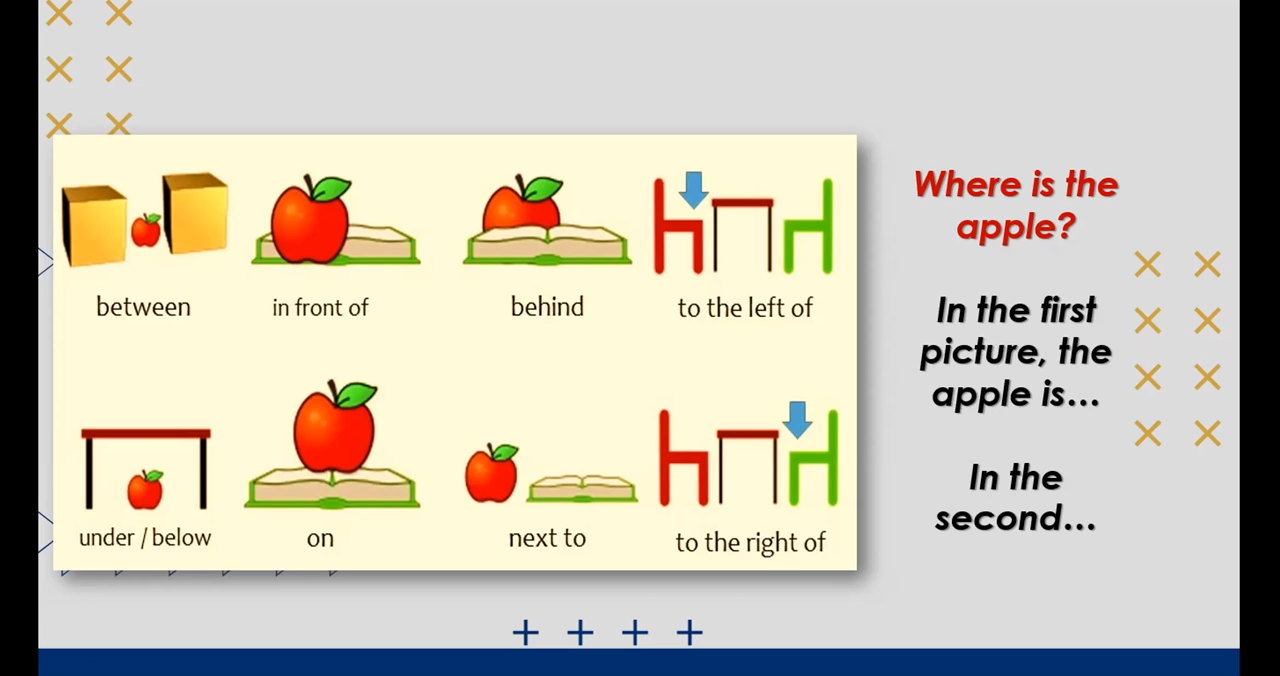 between
in front of
behind
to the left of
under / below
on
next to
to the right of
Where is the
apple?
In the first
picture, the
apple is...
In the
second...